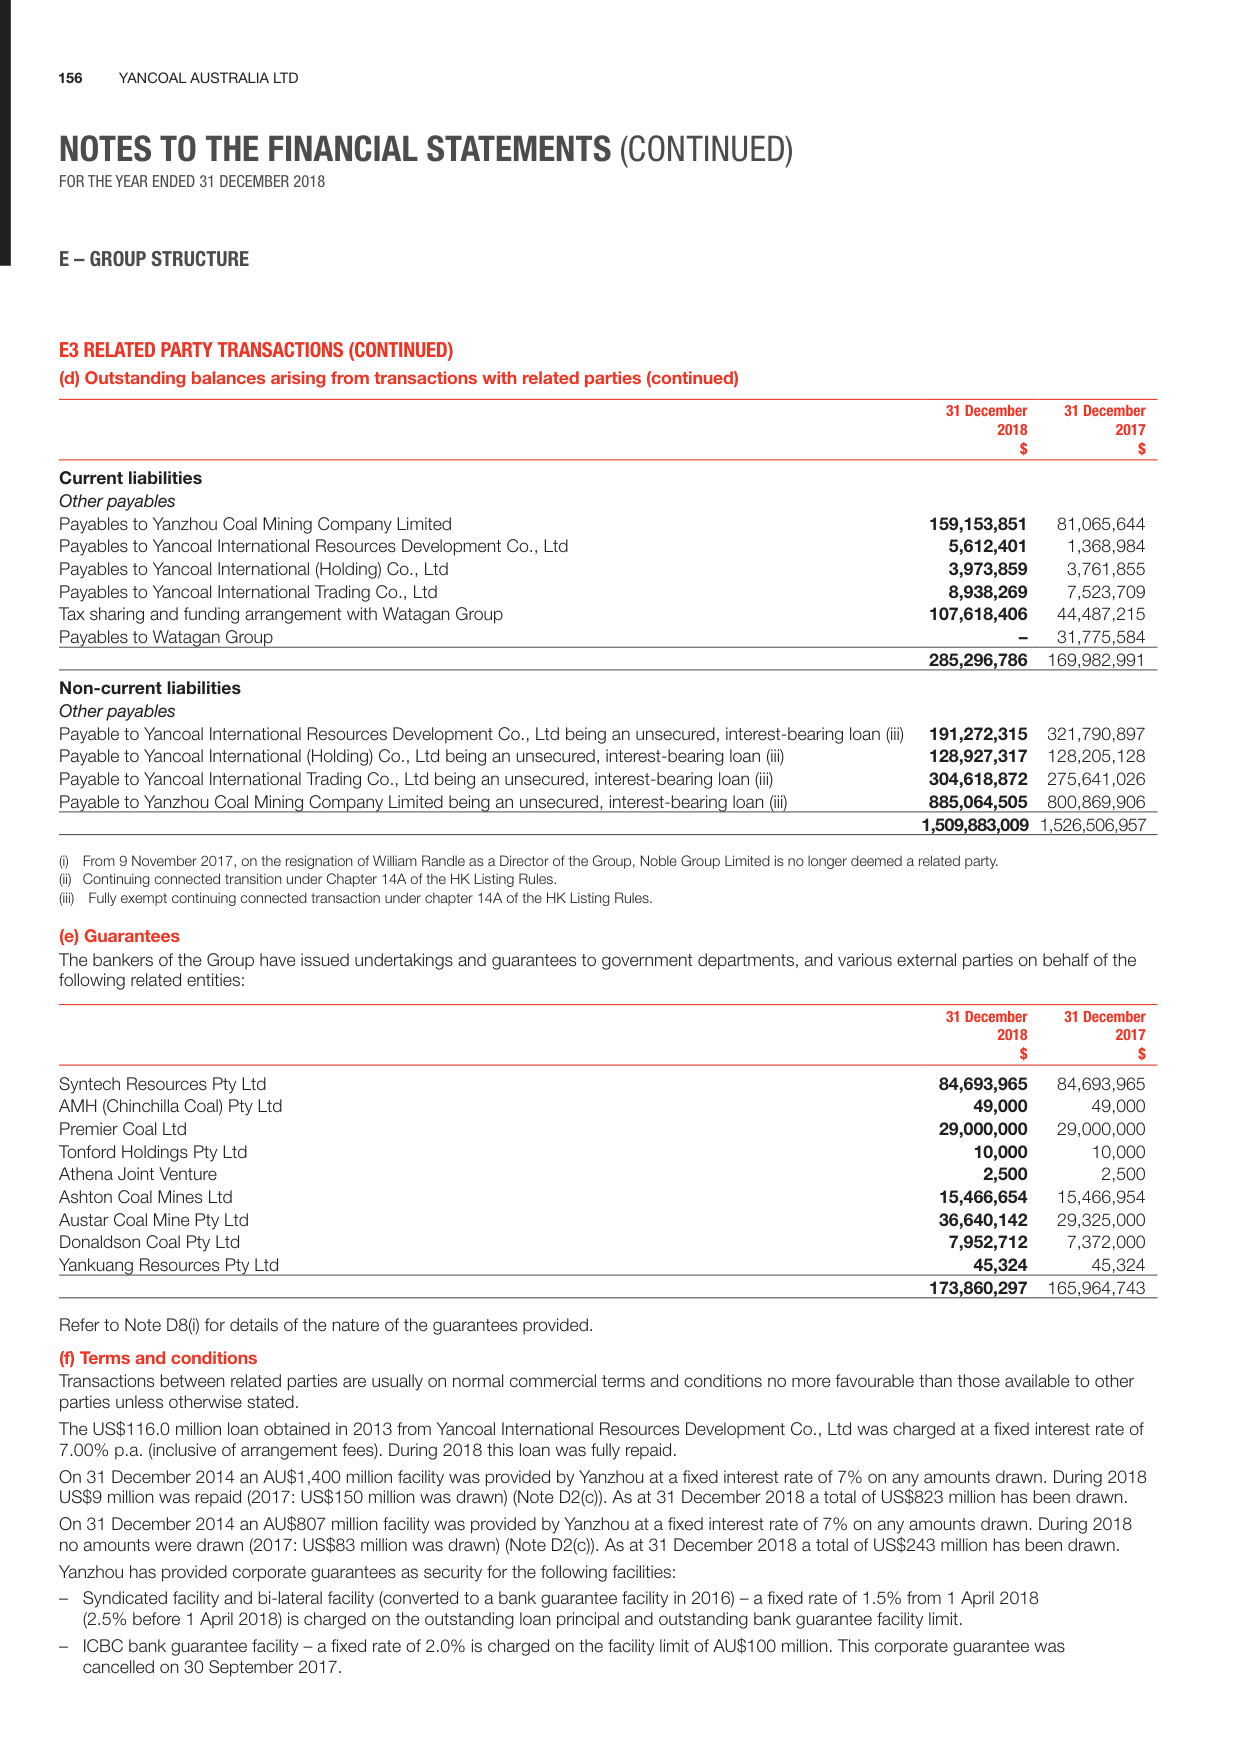 156 YANCOAL AUSTRALIA LTD
NOTES TO THE FINANCIAL STATEMENTS (CONTINUED)
FOR THE YEAR ENDED 31 DECEMBER 2018
E – GROUP STRUCTURE
E3 RELATED PARTY TRANSACTIONS (CONTINUED)
(d) Outstanding balances arising from transactions with related parties (continued)
31 December 31 December
2018 2017
$ $
Current liabilities
Other payables
Payables to Yanzhou Coal Mining Company Limited 159,153,851 81,065,644
Payables to Yancoal International Resources Development Co., Ltd 5,612,401 1,368,984
Payables to Yancoal International (Holding) Co., Ltd 3,973,859 3,761,855
Payables to Yancoal International Trading Co., Ltd 8,938,269 7,523,709
Tax sharing and funding arrangement with Watagan Group 107,618,406 44,487,215
Payables to Watagan Group – 31,775,584
285,296,786 169,982,991
Non-current liabilities
Other payables
Payable to Yancoal International Resources Development Co., Ltd being an unsecured, interest-bearing loan (iii) 191,272,315 321,790,897
Payable to Yancoal International (Holding) Co., Ltd being an unsecured, interest-bearing loan (iii) 128,927,317 128,205,128
Payable to Yancoal International Trading Co., Ltd being an unsecured, interest-bearing loan (iii) 304,618,872 275,641,026
Payable to Yanzhou Coal Mining Company Limited being an unsecured, interest-bearing loan (iii) 885,064,505 800,869,906
1,509,883,009 1,526,506,957
(i) From 9 November 2017, on the resignation of William Randle as a Director of the Group, Noble Group Limited is no longer deemed a related party.
(ii) Continuing connected transition under Chapter 14A of the HK Listing Rules.
(iii) Fully exempt continuing connected transaction under chapter 14A of the HK Listing Rules.
(e) Guarantees
The bankers of the Group have issued undertakings and guarantees to government departments, and various external parties on behalf of the
following related entities:
31 December 31 December
2018 2017
$ $
Syntech Resources Pty Ltd 84,693,965 84,693,965
AMH (Chinchilla Coal) Pty Ltd 49,000 49,000
Premier Coal Ltd 29,000,000 29,000,000
Tonford Holdings Pty Ltd 10,000 10,000
Athena Joint Venture 2,500 2,500
Ashton Coal Mines Ltd 15,466,654 15,466,954
Austar Coal Mine Pty Ltd 36,640,142 29,325,000
Donaldson Coal Pty Ltd 7,952,712 7,372,000
Yankuang Resources Pty Ltd 45,324 45,324
173,860,297 165,964,743
Refer to Note D8(i) for details of the nature of the guarantees provided.
(f) Terms and conditions
Transactions between related parties are usually on normal commercial terms and conditions no more favourable than those available to other
parties unless otherwise stated.
The US$116.0 million loan obtained in 2013 from Yancoal International Resources Development Co., Ltd was charged at a fixed interest rate of
7.00% p.a. (inclusive of arrangement fees). During 2018 this loan was fully repaid.
On 31 December 2014 an AU$1,400 million facility was provided by Yanzhou at a fixed interest rate of 7% on any amounts drawn. During 2018
US$9 million was repaid (2017: US$150 million was drawn) (Note D2(c)). As at 31 December 2018 a total of US$823 million has been drawn.
On 31 December 2014 an AU$807 million facility was provided by Yanzhou at a fixed interest rate of 7% on any amounts drawn. During 2018
no amounts were drawn (2017: US$83 million was drawn) (Note D2(c)). As at 31 December 2018 a total of US$243 million has been drawn.
Yanzhou has provided corporate guarantees as security for the following facilities:
– Syndicated facility and bi-lateral facility (converted to a bank guarantee facility in 2016) – a fixed rate of 1.5% from 1 April 2018
(2.5% before 1 April 2018) is charged on the outstanding loan principal and outstanding bank guarantee facility limit.
– ICBC bank guarantee facility – a fixed rate of 2.0% is charged on the facility limit of AU$100 million. This corporate guarantee was
cancelled on 30 September 2017.